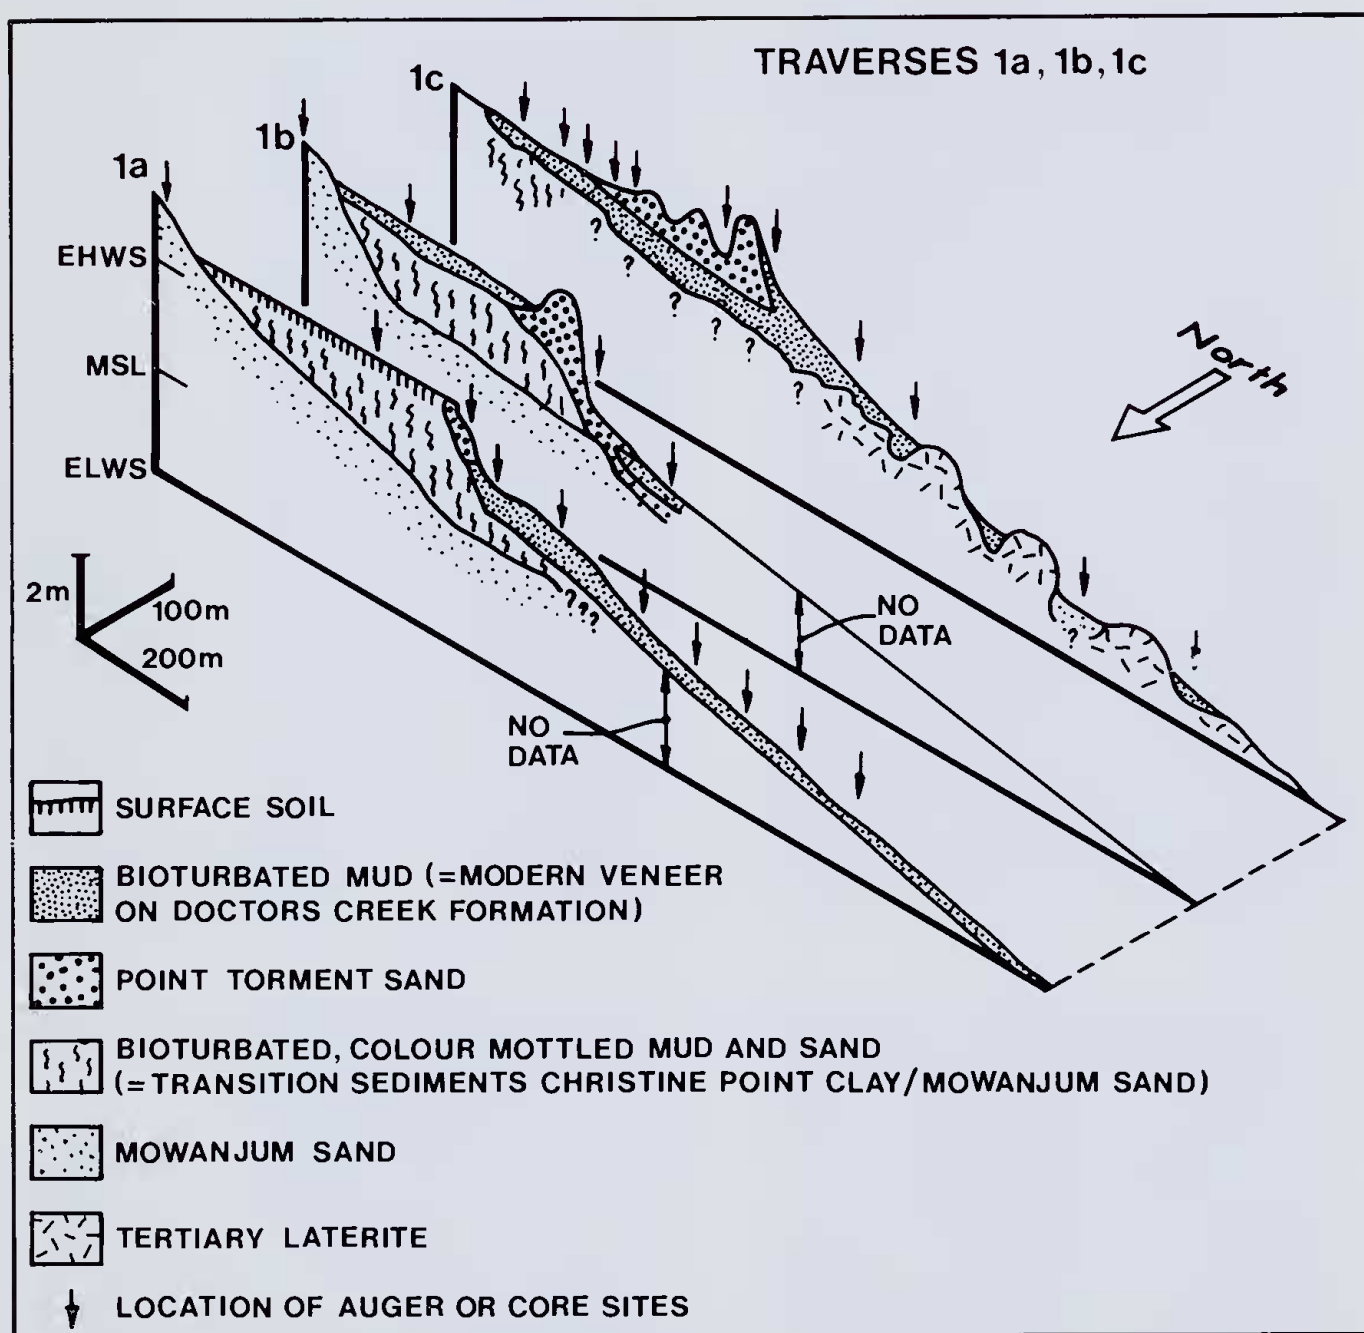 TRAVERSES 1a, 1b, 1c
1c
1b
1a
EHWS
MSL
ELWS
North
2m
100m
200m
? ? ? ? ? ? ?
? ? ?
?
NO
DATA
NO
DATA
SURFACE SOIL
BIOTURBATED MUD (=MODERN VENEER
ON DOCTORS CREEK FORMATION)
POINT TORMENT SAND
BIOTURBATED, COLOUR MOTTLED MUD AND SAND
(=TRANSITION SEDIMENTS CHRISTINE POINT CLAY/MOWANJUM SAND)
MOWANJUM SAND
TERTIARY LATERITE
LOCATION OF AUGER OR CORE SITES